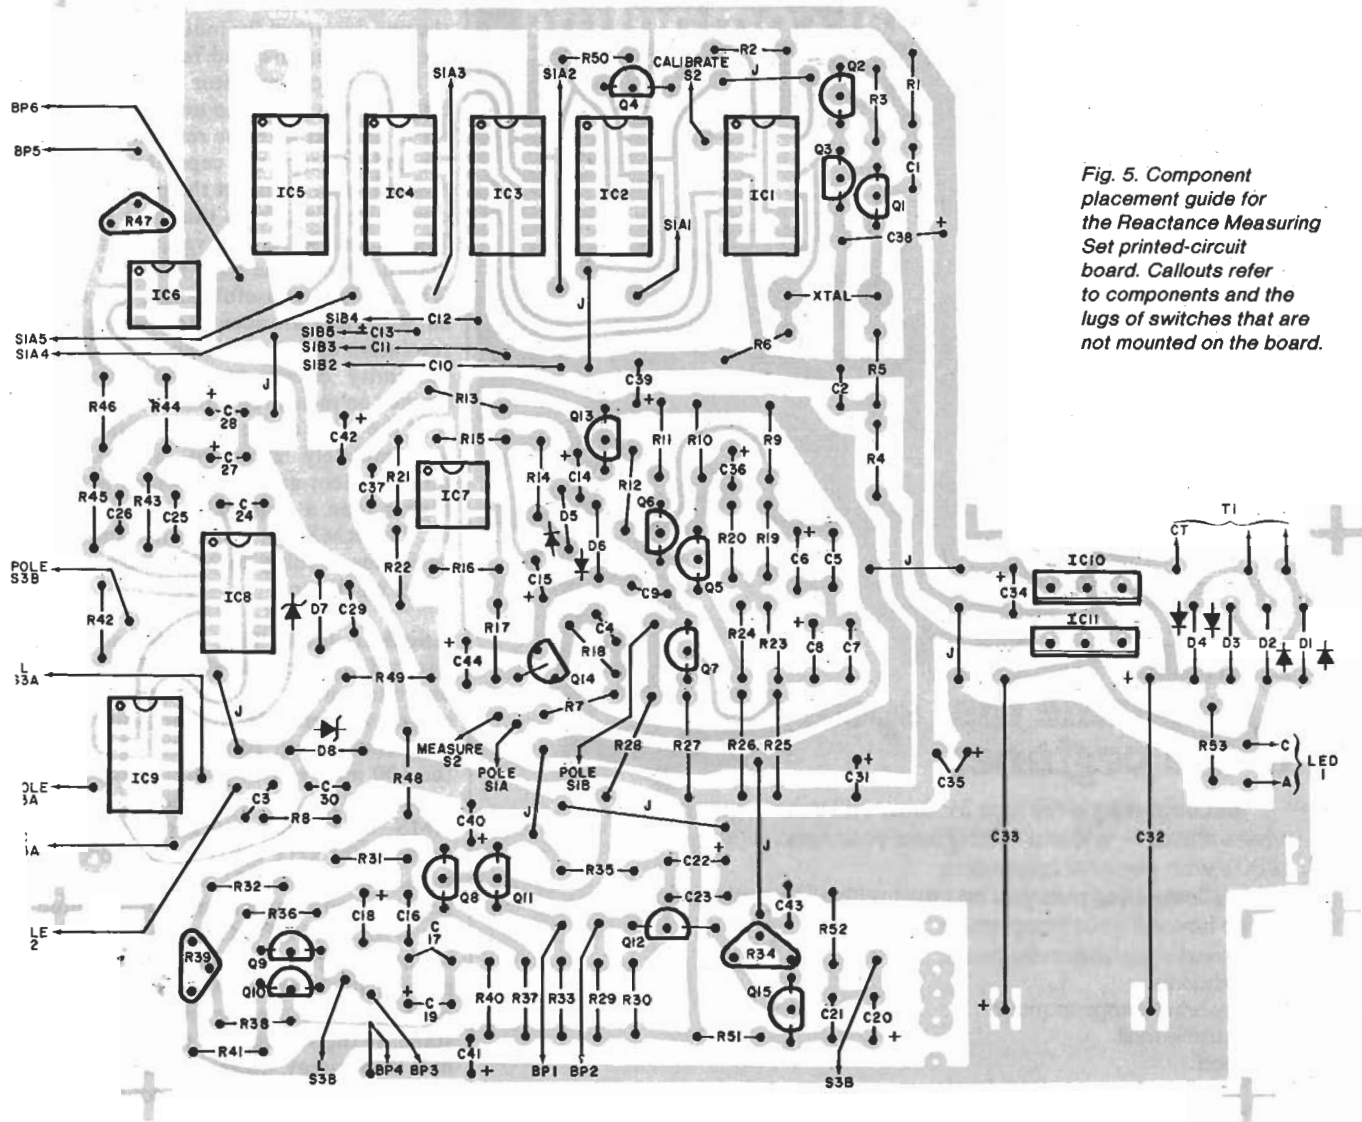 R50
R2
CALIBRATE
S2
J
Q2
R3
R1
S1A3
S1A2
Q4
BP6
BP5
Q3
C1
Q1
IC5
IC4
IC3
IC2
IC1
R47
S1A1
C38
+
IC6
XTAL
J
S1B4
C12
S1B5
+
C13
S1B3
C11
S1B2
C10
S1A5
S1A4
R6
R5
C39
C2
J
Fig. 5. Component
placement guide for
the Reactance Measuring
Set printed-circuit
board. Callouts refer
to components and the
lugs of switches that are
not mounted on the board.
R46
R44
+
C
28
+
C
27
C42
+
R13
Q13
+
R11
R10
R9
R15
R21
C37
IC7
R14
C14
+
R12
C36
+
R4
R45
C26
R43
C25
C
24
D5
D6
Q6
R20
R19
C6
+
C5
Q5
T1
CT
POLE
S3B
R22
R16
C15
+
C9
J
C34
+
IC10
IC11
R42
IC8
D7
C29
R17
C4
R18
R24
R23
C8
+
C7
Q7
J
D4
D3
D2
D1
L
S3A
C44
+
Q14
R49
R7
J
D8
MEASURE
S2
POLE
S1A
POLE
S1B
R28
R27
R26
R25
C31
+
C35
+
R53
C
A
LED
1
IC9
R48
C
30
C3
R8
C40
+
J
J
J
C33
+
C32
+
R31
Q8
Q11
R35
C22
+
C23
C43
R32
R36
C18
+
C16
C
17
Q12
R34
R52
R39
Q9
Q10
+
C
19
R40
R37
R33
R29
R30
Q15
C21
C20
+
R38
R41
C41
+
R51
L
S3B
BP4
BP3
BP1
BP2
S3B